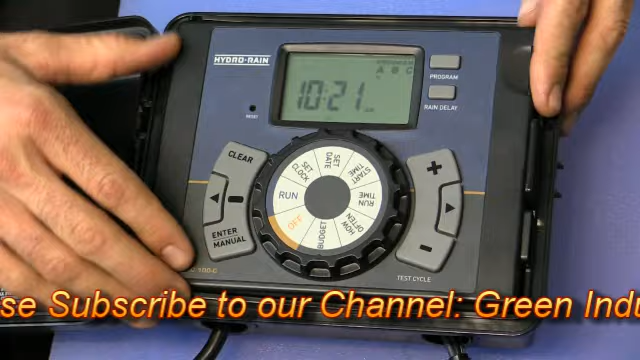 HYDRO-RAIN
A B C
10:21
PROGRAM
RAIN DELAY
RESET
CLEAR
ENTER
MANUAL
SET CLOCK
SET DATE
START TIME
RUN TIME
HOW OFTEN
BUDGET
OFF
RUN
+
-
TEST CYCLE
se Subscribe to our Channel: Green Indu